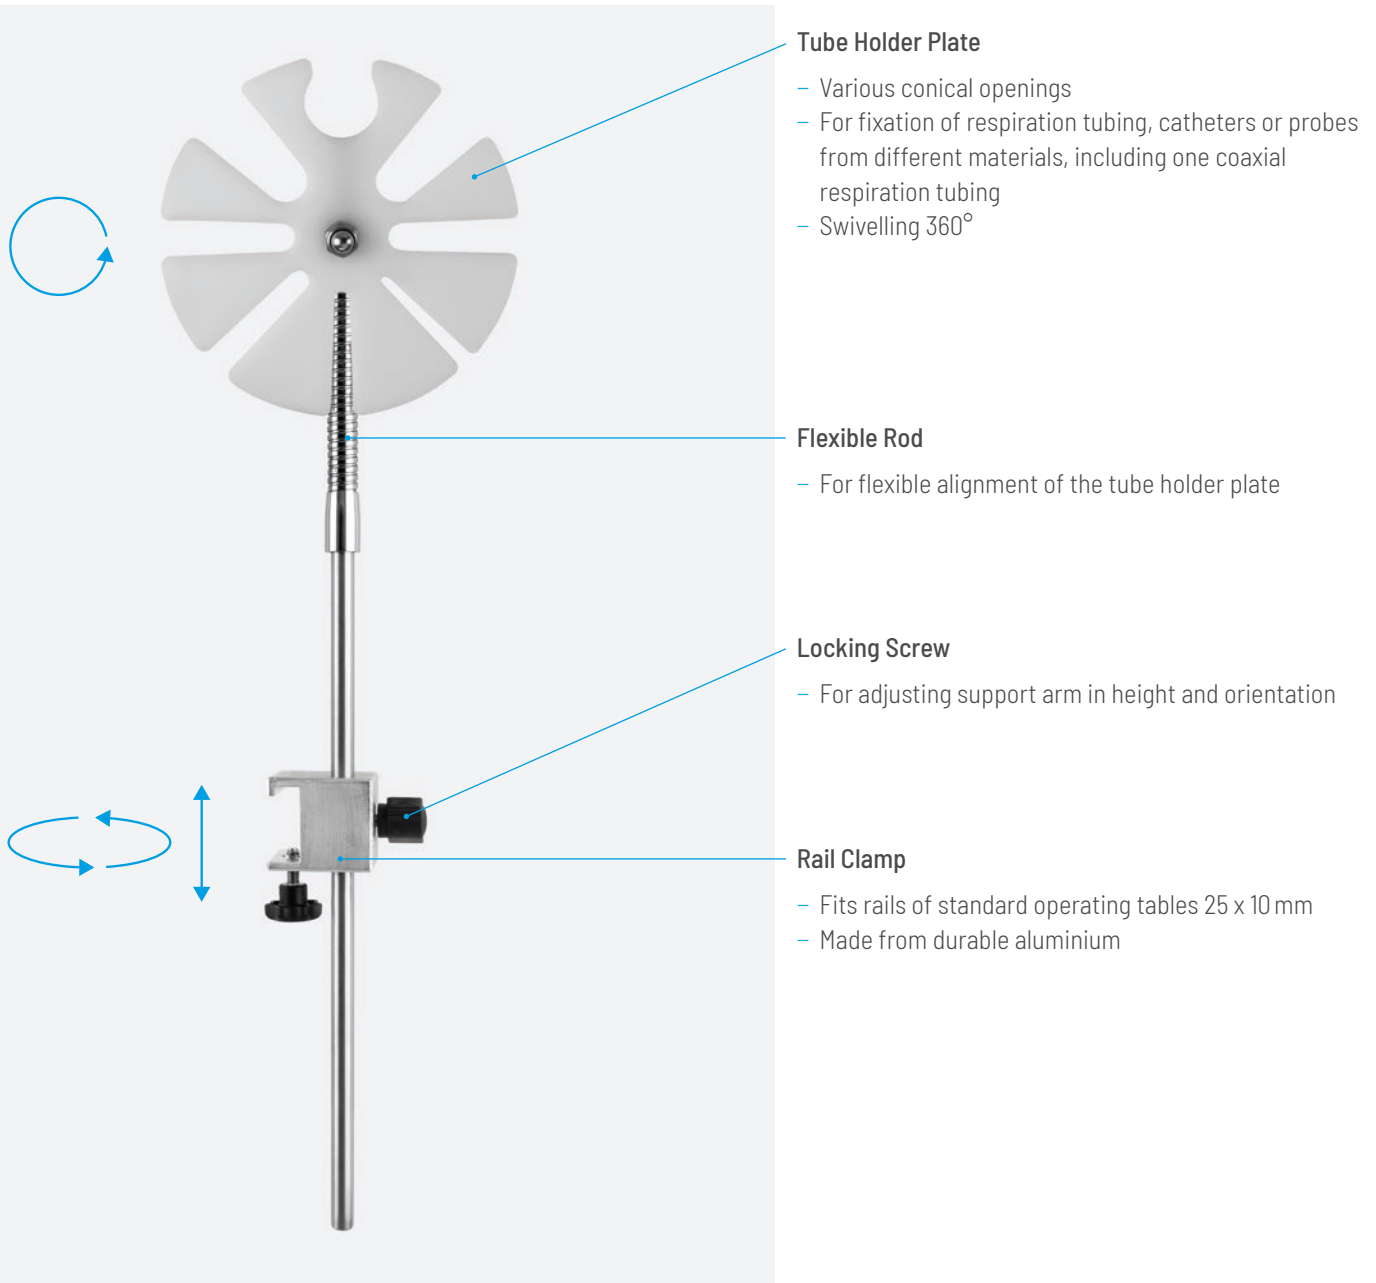 Tube Holder Plate
– Various conical openings
– For fixation of respiration tubing, catheters or probes
from different materials, including one coaxial
respiration tubing
– Swivelling 360°
Flexible Rod
– For flexible alignment of the tube holder plate
Locking Screw
– For adjusting support arm in height and orientation
Rail Clamp
– Fits rails of standard operating tables 25 x 10 mm
– Made from durable aluminium